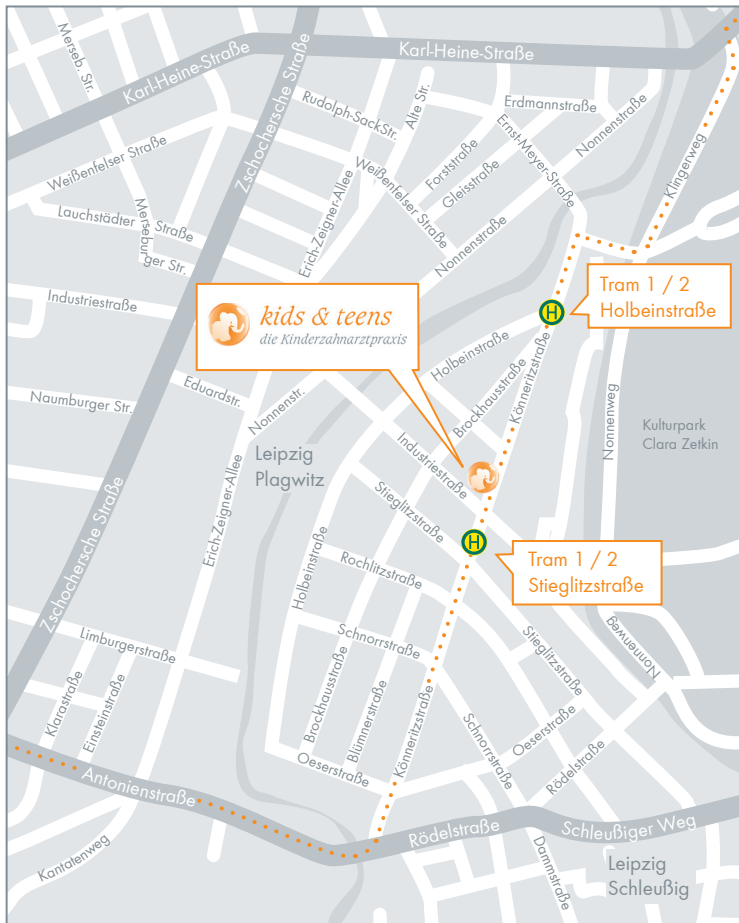 Merseb. Str.
Karl-Heine-Straße
Karl-Heine-Straße
Zschochersche Straße
Rudolph-SackStr.
Alte Str.
Erdmannstraße
Ernst-Meyer-Straße
Nonnenstraße
Klingerweg
Weißenfelser Straße
Forststraße
Gleisstraße
Weißenfelser Straße
Erich-Zeigner-Allee
Lauchstädter Straße
Mersebur
ger Str.
Nonnenstraße
Industriestraße
Tram 1 / 2
Holbeinstraße
H
kids & teens
die Kinderzahnarztpraxis
Holbeinstraße
Brockhausstraße
Könneritzstraße
Nonnenweg
Eduardstr.
Nonnenstr.
Naumburger Str.
Kulturpark
Clara Zetkin
Leipzig
Plagwitz
Industriestraße
Stieglitzstraße
Erich-Zeigner-Allee
H
Tram 1 / 2
Stieglitzstraße
Zschochersche Straße
Holbeinstraße
Rochlitzstraße
Schnorrstraße
Stieglitzstraße
Nonnenweg
Limburgerstraße
Klarastraße
Einsteinstraße
Brockhausstraße
Blümnerstraße
Könneritzstraße
Schnorrstraße
Oeserstraße
Rödelstraße
Oeserstraße
Antonienstraße
Rödelstraße
Schleußiger Weg
Kantatenweg
Dammstraße
Leipzig
Schleußig